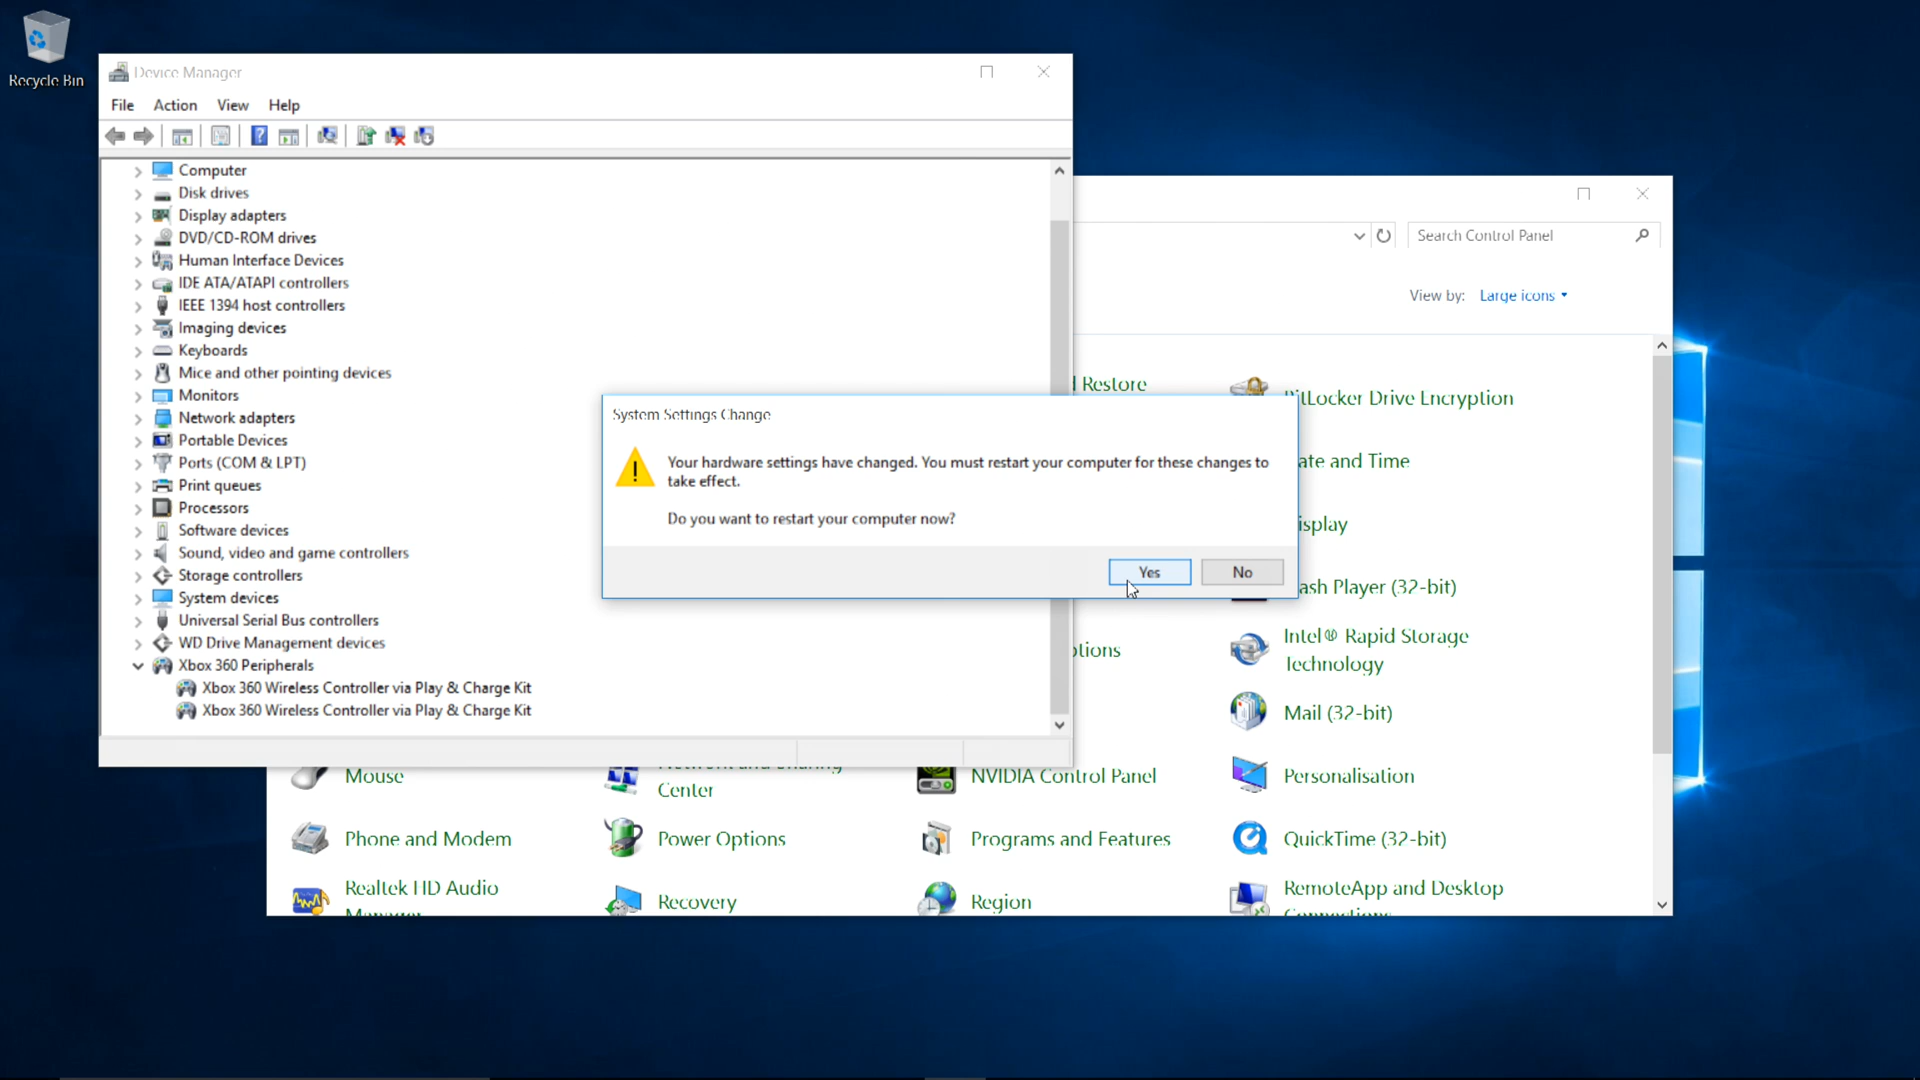 Recycle Bin
Device Manager
File Action View Help
Computer
Disk drives
Display adapters
DVD/CD-ROM drives
Human Interface Devices
IDE ATA/ATAPI controllers
IEEE 1394 host controllers
Imaging devices
Keyboards
Mice and other pointing devices
Monitors
Network adapters
Portable Devices
Ports (COM & LPT)
Print queues
Processors
Software devices
Sound, video and game controllers
Storage controllers
System devices
Universal Serial Bus controllers
WD Drive Management devices
Xbox 360 Peripherals
Xbox 360 Wireless Controller via Play & Charge Kit
Xbox 360 Wireless Controller via Play & Charge Kit
System Settings Change
Your hardware settings have changed. You must restart your computer for these changes to
take effect.
Do you want to restart your computer now?
Yes No
Search Control Panel
View by: Large icons
Restore
Drive Encryption
and Time
(32-bit)
Player (32-bit)
Intel® Rapid Storage
Technology
Mail (32-bit)
Mouse
Center
NVIDIA Control Panel
Personalisation
Phone and Modem
Power Options
Programs and Features
QuickTime (32-bit)
Realtek HD Audio
Recovery
Region
RemoteApp and Desktop